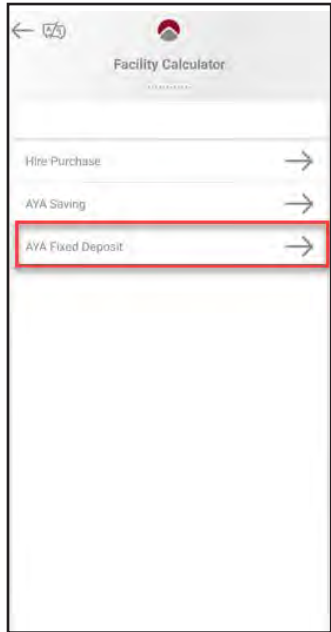 Facility Calculator
Hire Purchase
AYA Saving
AYA Fixed Deposit